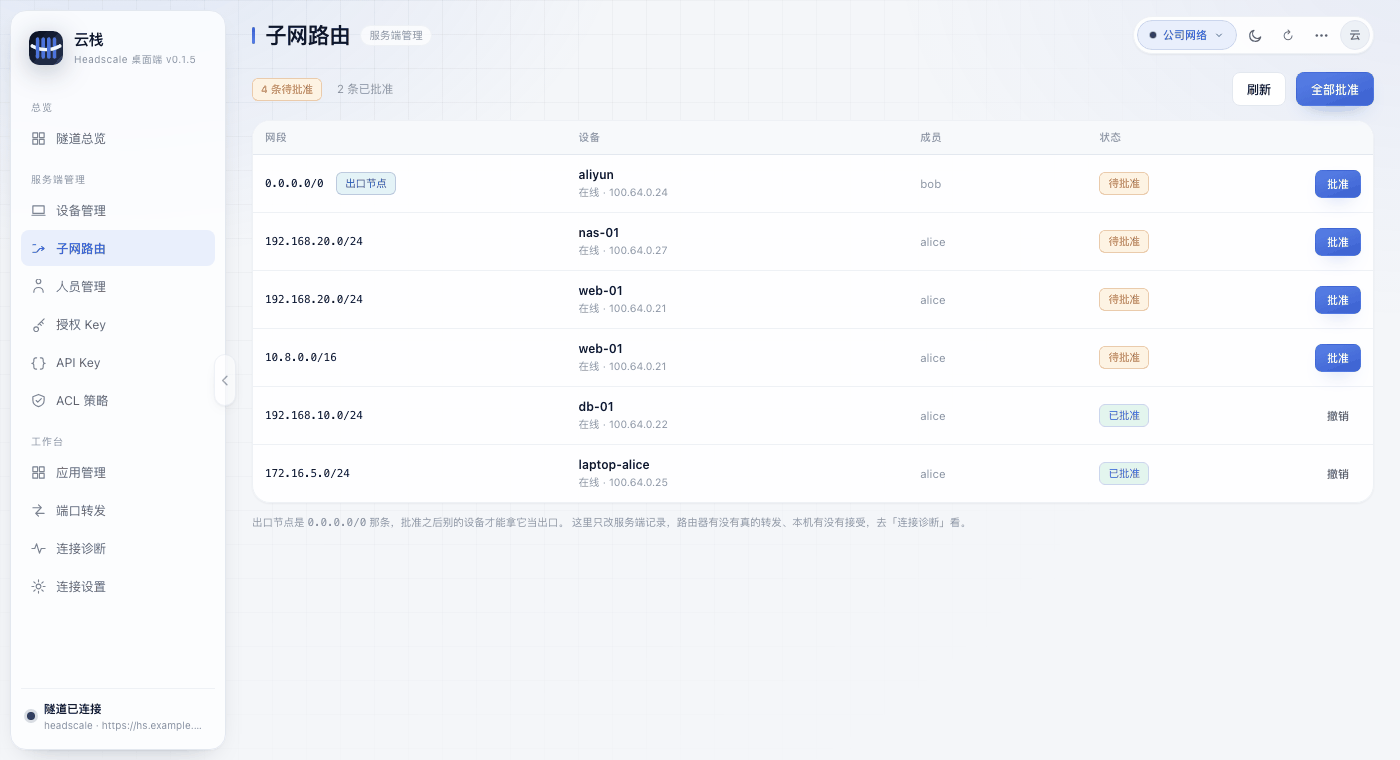 云栈
Headscale 桌面端 v0.1.5
总览
隧道总览
服务端管理
设备管理
子网路由
人员管理
授权 Key
API Key
ACL 策略
工作台
应用管理
端口转发
连接诊断
连接设置
隧道已连接
headscale · https://hs.example....
子网路由 服务端管理
公司网络 云
4 条待批准 2 条已批准 刷新 全部批准
网段 设备 成员 状态
0.0.0.0/0 出口节点 aliyun bob 待批准 批准
在线 · 100.64.0.24
192.168.20.0/24 nas-01 alice 待批准 批准
在线 · 100.64.0.27
192.168.20.0/24 web-01 alice 待批准 批准
在线 · 100.64.0.21
10.8.0.0/16 web-01 alice 待批准 批准
在线 · 100.64.0.21
192.168.10.0/24 db-01 alice 已批准 撤销
在线 · 100.64.0.22
172.16.5.0/24 laptop-alice alice 已批准 撤销
在线 · 100.64.0.25
出口节点是 0.0.0.0/0 那条，批准之后别的设备才能拿它当出口。 这里只改服务端记录，路由器有没有真的转发、本机有没有接受，去「连接诊断」看。